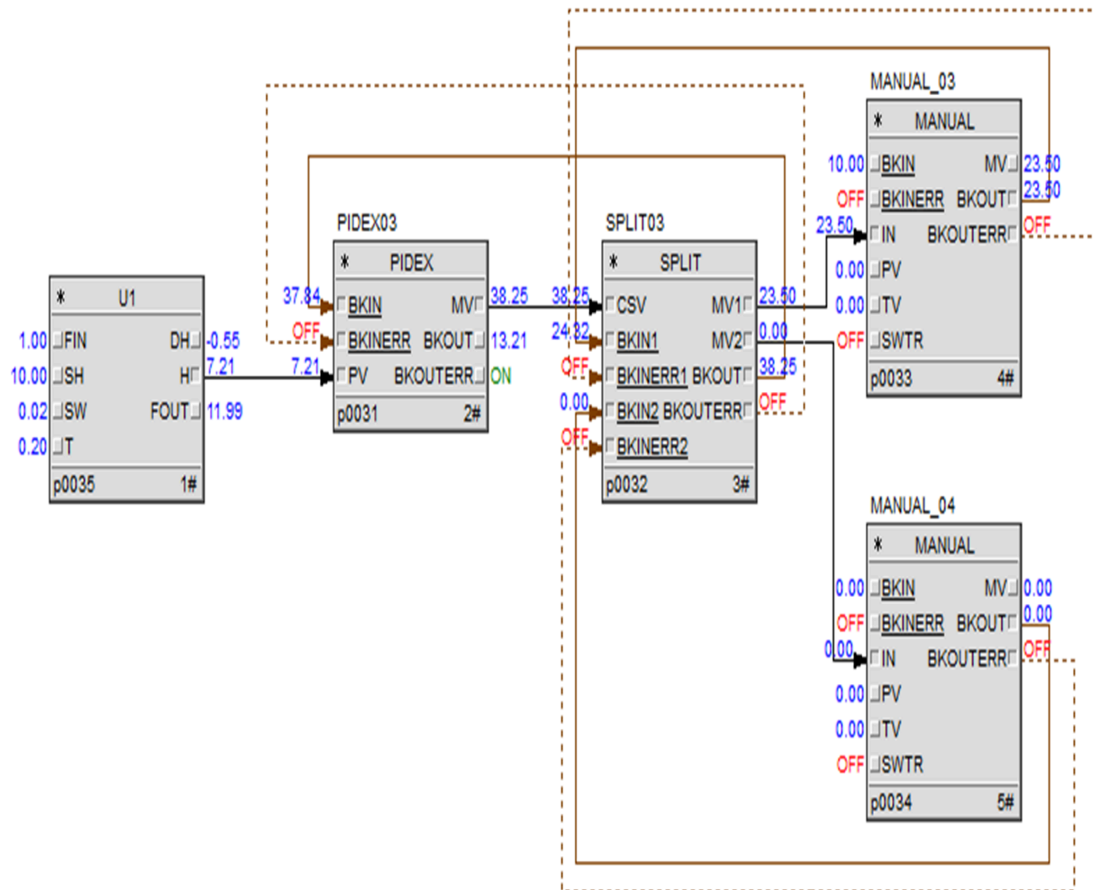 U1
*
1.00 FIN DH -0.55
10.00 SH H 7.21
0.02 SW FOUT 11.99
0.20 T
p0035 1#
PIDEX03
* PIDEX
37.84 BKIN MV 38.25
OFF BKINERR BKOUT 13.21
7.21 PV BKOUTERR ON
p0031 2#
SPLIT03
* SPLIT
38.25 CSV MV1 23.50
24.32 BKIN1 MV2 0.00
OFF BKINERR1 BKOUT 38.25
0.00 BKIN2 BKOUTERR OFF
OFF BKINERR2
p0032 3#
MANUAL_03
* MANUAL
10.00 BKIN MV 23.50
OFF BKINERR BKOUT 23.50
23.50 IN BKOUTERR OFF
0.00 PV
0.00 TV
OFF SWTR
p0033 4#
MANUAL_04
* MANUAL
0.00 BKIN MV 0.00
OFF BKINERR BKOUT 0.00
0.00 IN BKOUTERR OFF
0.00 PV
0.00 TV
OFF SWTR
p0034 5#